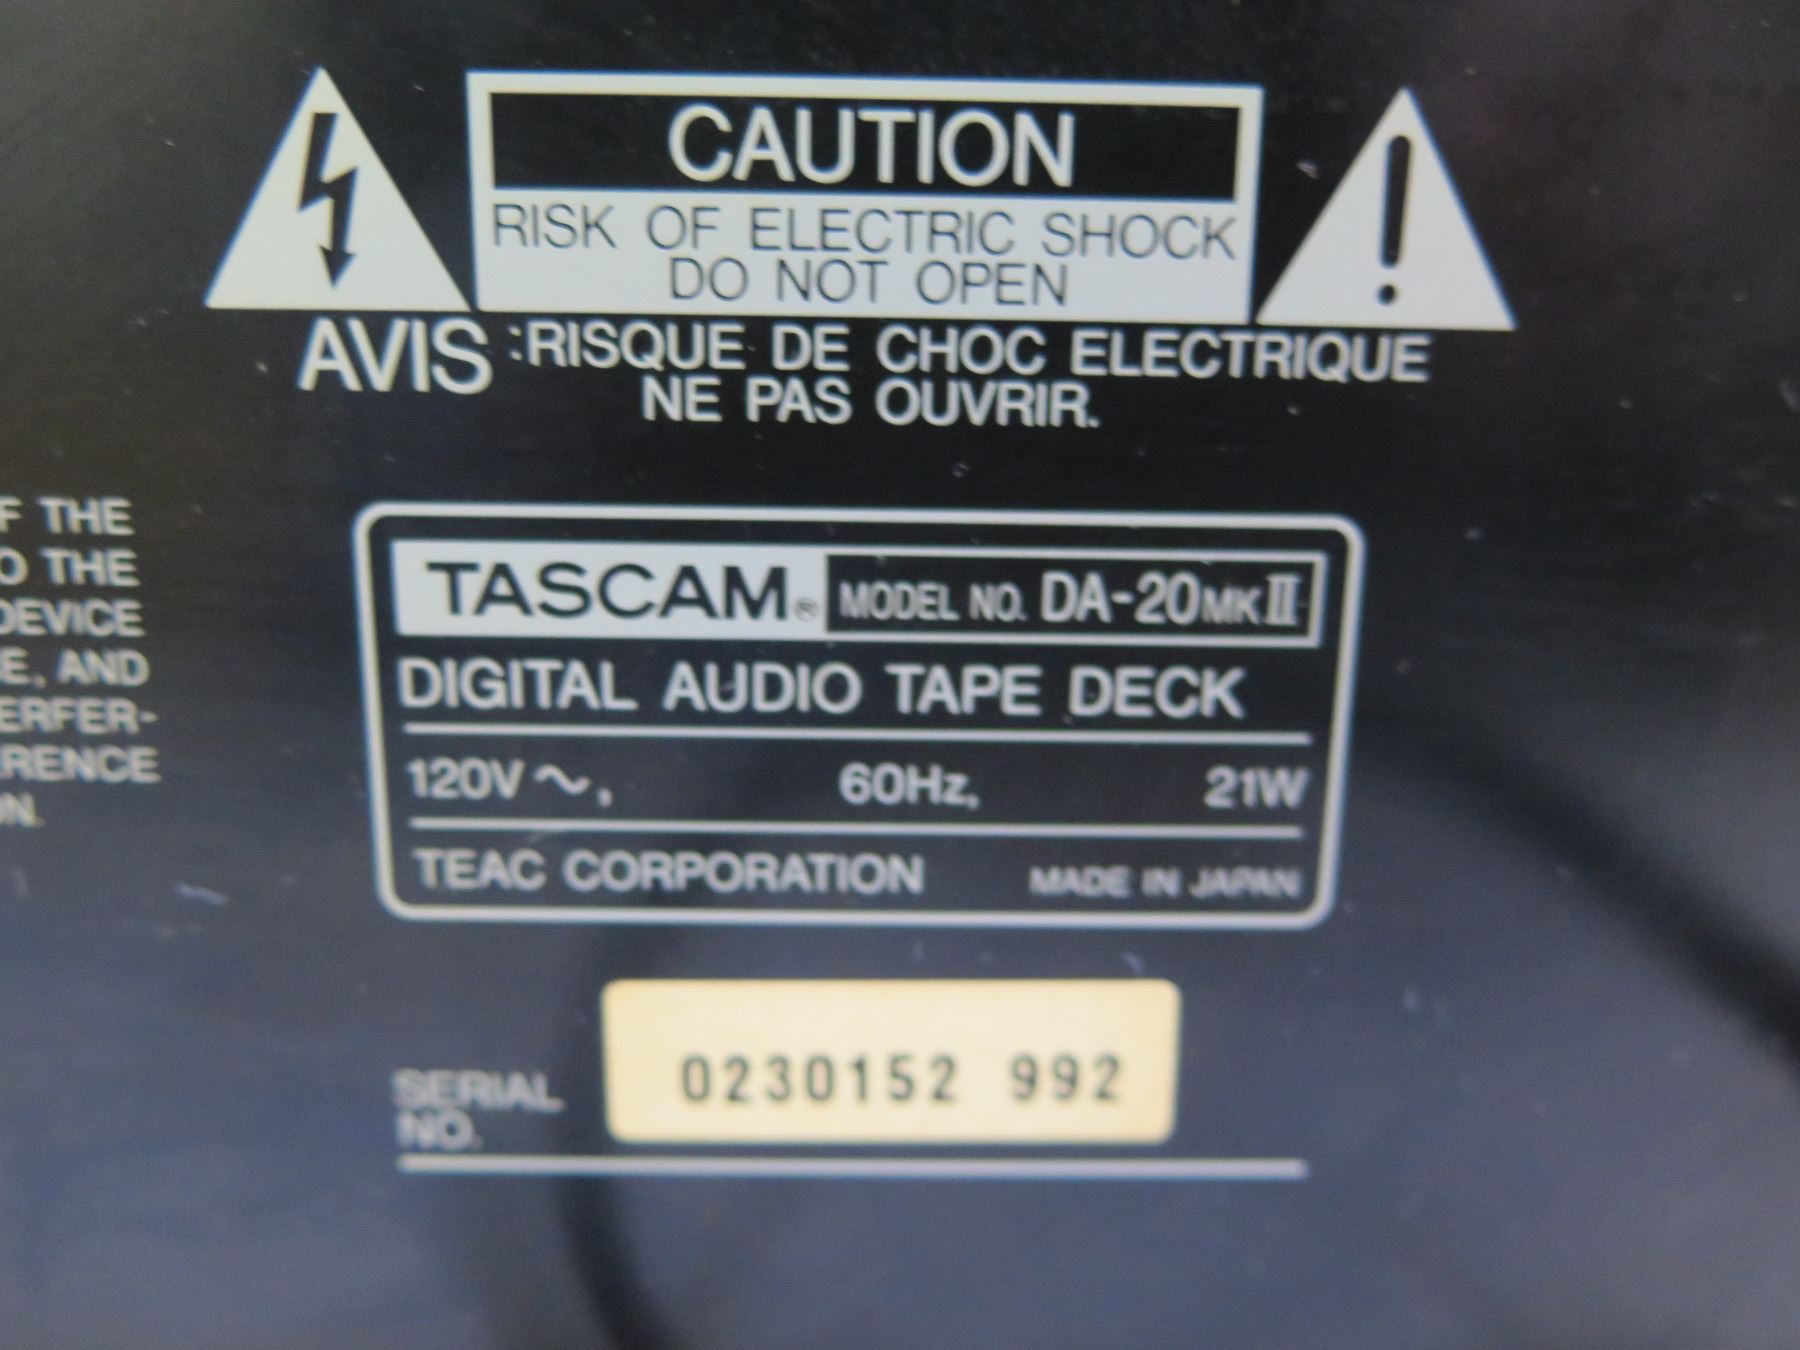 CAUTION
RISK OF ELECTRIC SHOCK
DO NOT OPEN
AVIS :RISQUE DE CHOC ELECTRIQUE
NE PAS OUVRIR.
F THE
O THE
DEVICE
E, AND
ERFER-
RENCE
N.
TASCAM® MODEL NO. DA-20MKII
DIGITAL AUDIO TAPE DECK
120V ~, 60Hz, 21W
TEAC CORPORATION MADE IN JAPAN
SERIAL
NO.
0230152 992